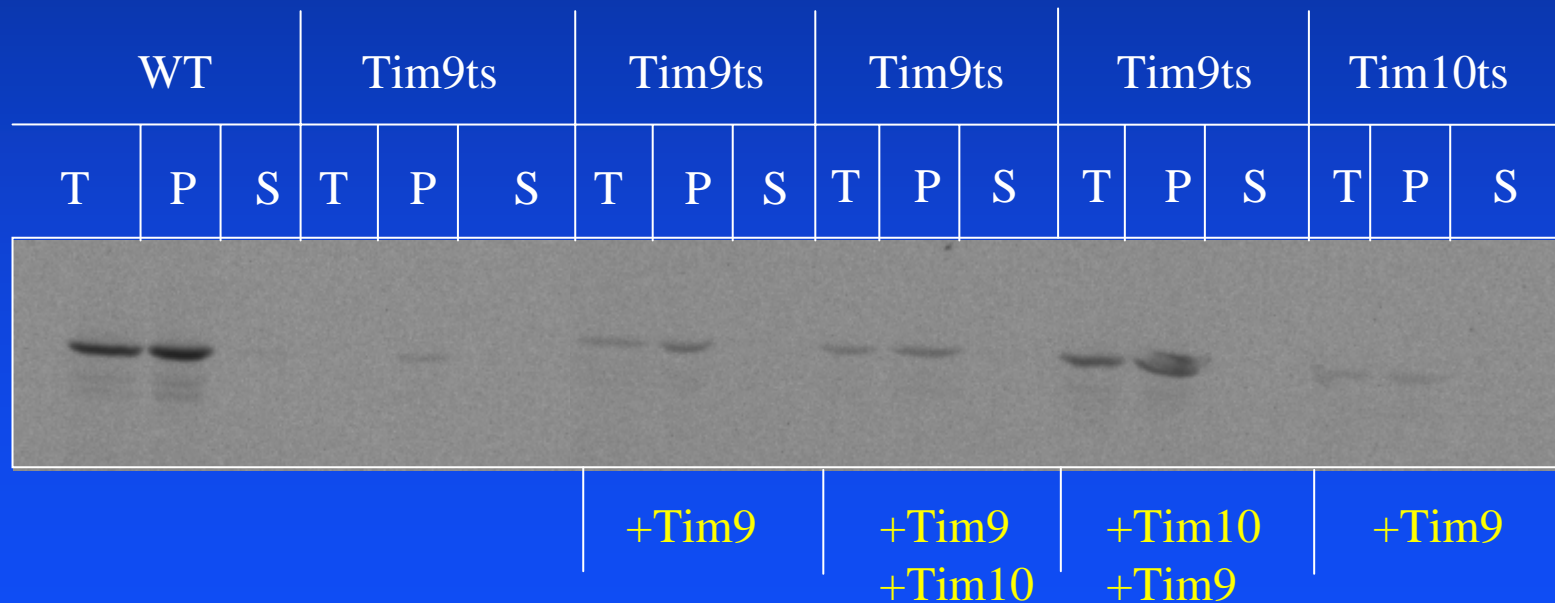 WT Tim9ts Tim9ts Tim9ts Tim9ts Tim10ts
T P S T P S T P S T P S T P S T P S
+Tim9 +Tim9 +Tim10 +Tim9
+Tim10 +Tim9